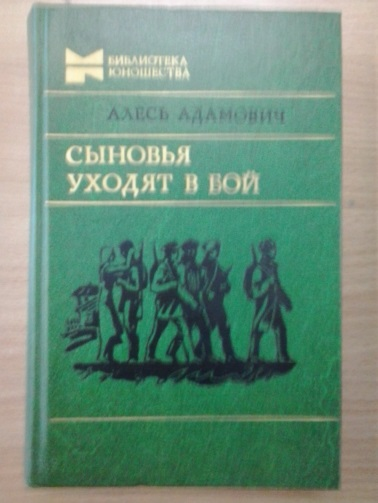 БИБЛИОТЕКА
ЮНОШЕСТВА
АЛЕСЬ АДАМОВИЧ
СЫНОВЬЯ
УХОДЯТ В БОЙ